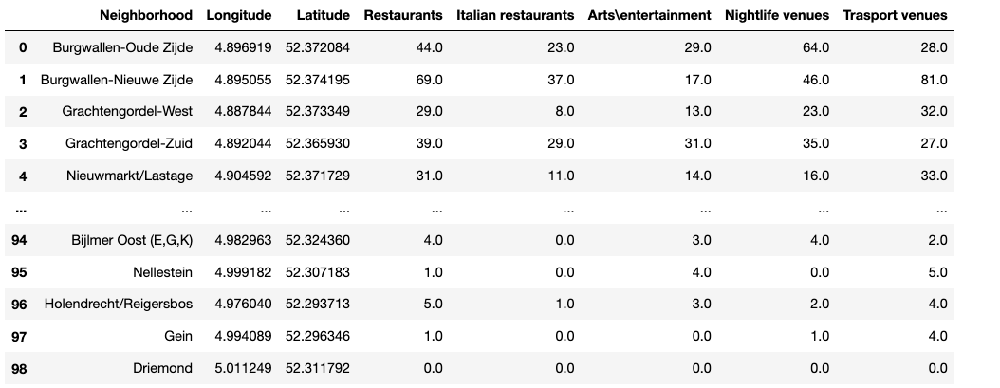 Neighborhood Longitude Latitude Restaurants Italian restaurants Arts\entertainment Nightlife venues Trasport venues
0 Burgwallen-Oude Zijde 4.896919 52.372084 44.0 23.0 29.0 64.0 28.0
1 Burgwallen-Nieuwe Zijde 4.895055 52.374195 69.0 37.0 17.0 46.0 81.0
2 Grachtengordel-West 4.887844 52.373349 29.0 8.0 13.0 23.0 32.0
3 Grachtengordel-Zuid 4.892044 52.365930 39.0 29.0 31.0 35.0 27.0
4 Nieuwmarkt/Lastage 4.904592 52.371729 31.0 11.0 14.0 16.0 33.0
... ... ... ... ... ... ... ... ...
94 Bijlmer Oost (E,G,K) 4.982963 52.324360 4.0 0.0 3.0 4.0 2.0
95 Nellestein 4.999182 52.307183 1.0 0.0 4.0 0.0 5.0
96 Holendrecht/Reigersbos 4.976040 52.293713 5.0 1.0 3.0 2.0 4.0
97 Gein 4.994089 52.296346 1.0 0.0 0.0 1.0 4.0
98 Driemond 5.011249 52.311792 0.0 0.0 0.0 0.0 0.0